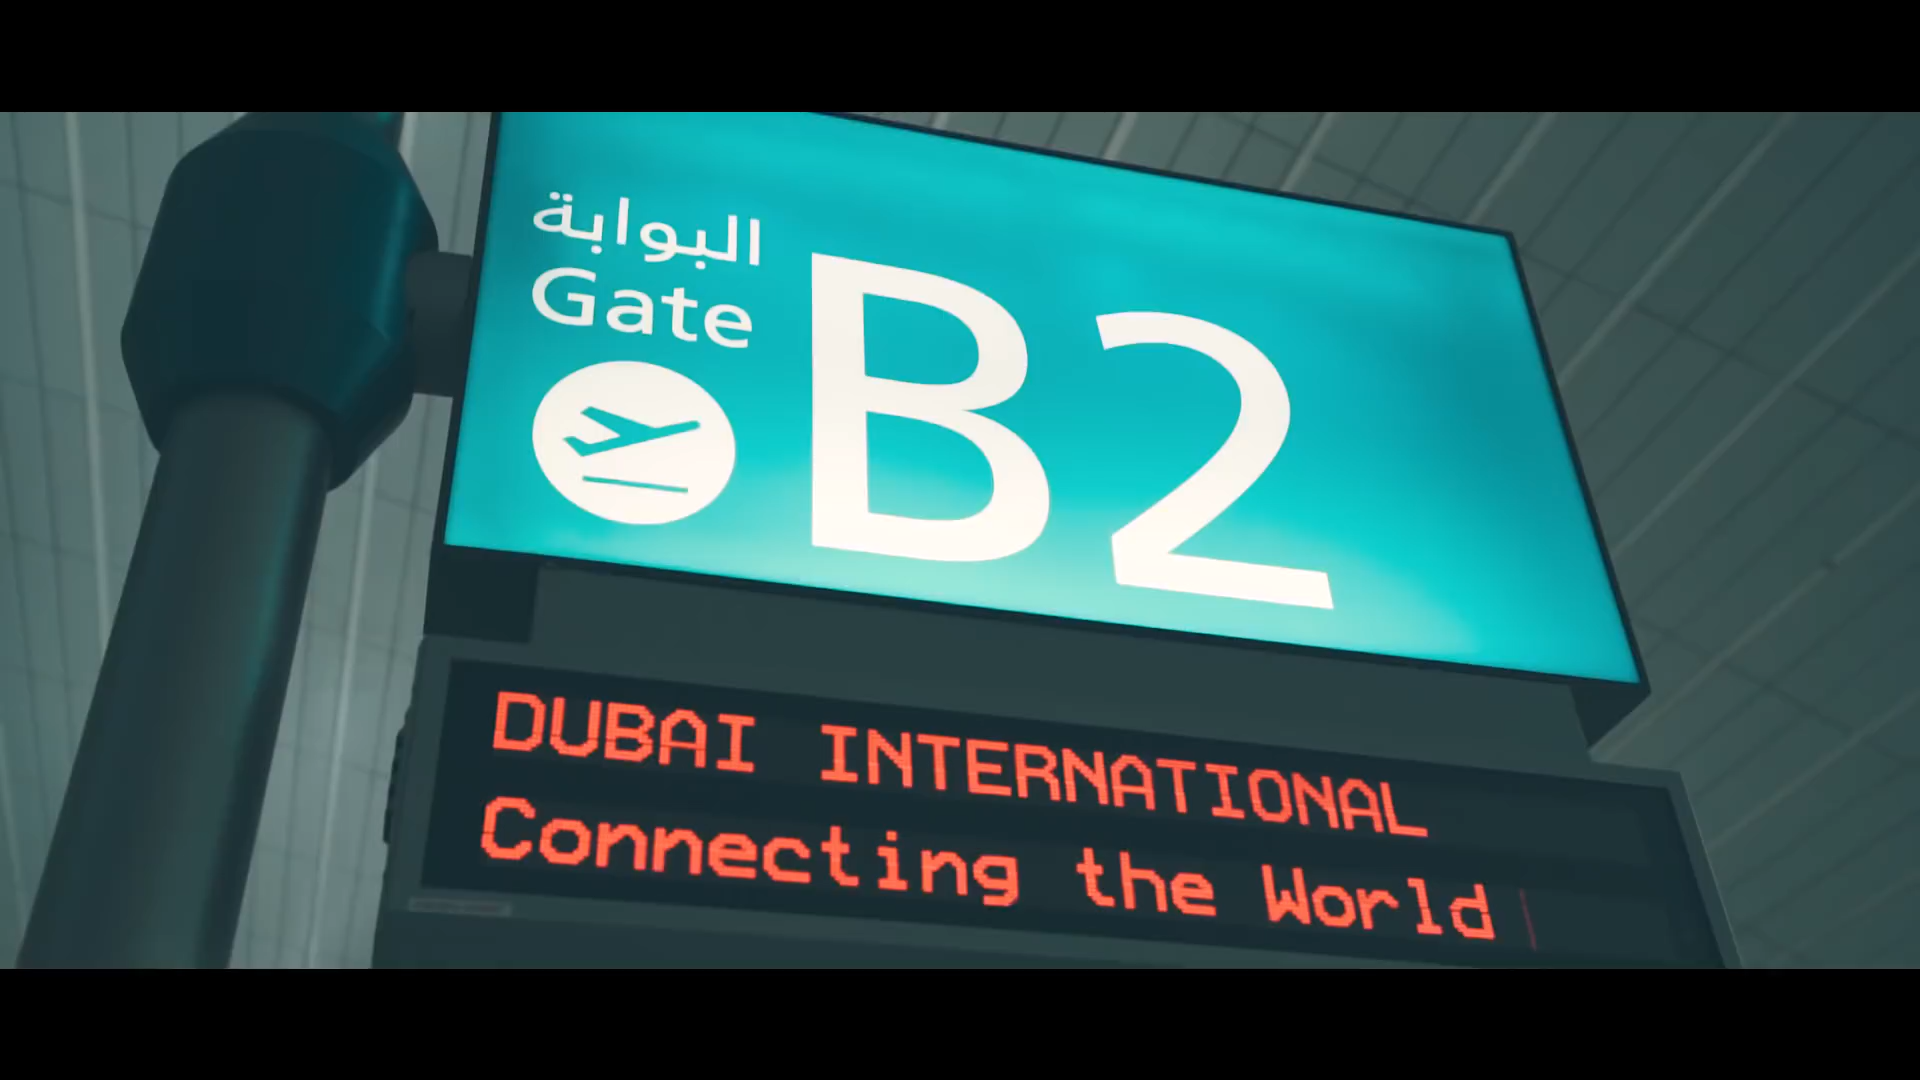 البوابة
Gate
B2
DUBAI INTERNATIONAL
Connecting the World